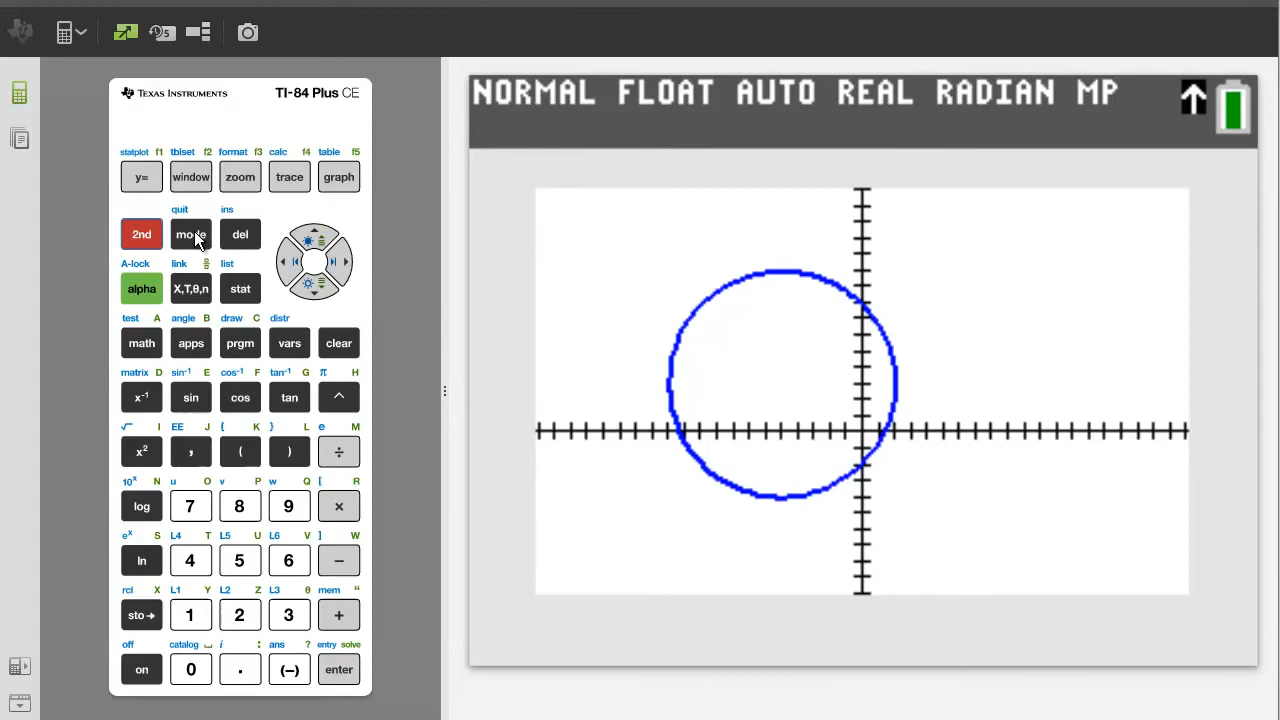 NORMAL FLOAT AUTO REAL RADIAN MP
TEXAS INSTRUMENTS TI-84 Plus CE
statplot f1 tblset f2 format f3 calc f4 table f5
y= window zoom trace graph
quit ins
2nd mode del
A-lock link list
alpha X,T,θ,n stat
test A angle B draw C distr
math apps prgm vars clear
matrix D sin⁻¹ E cos⁻¹ F tan⁻¹ G π H
x⁻¹ sin cos tan ^
√ I EE J { K } L e M
x² , ( ) ÷
10ˣ N u O v P w Q [ R
log 7 8 9 ×
eˣ S L4 T L5 U L6 V ] W
ln 4 5 6 −
rcl X L1 Y L2 Z L3 θ mem “
sto→ 1 2 3 +
off catalog ␣ i : ans ? entry solve
on 0 . (−) enter